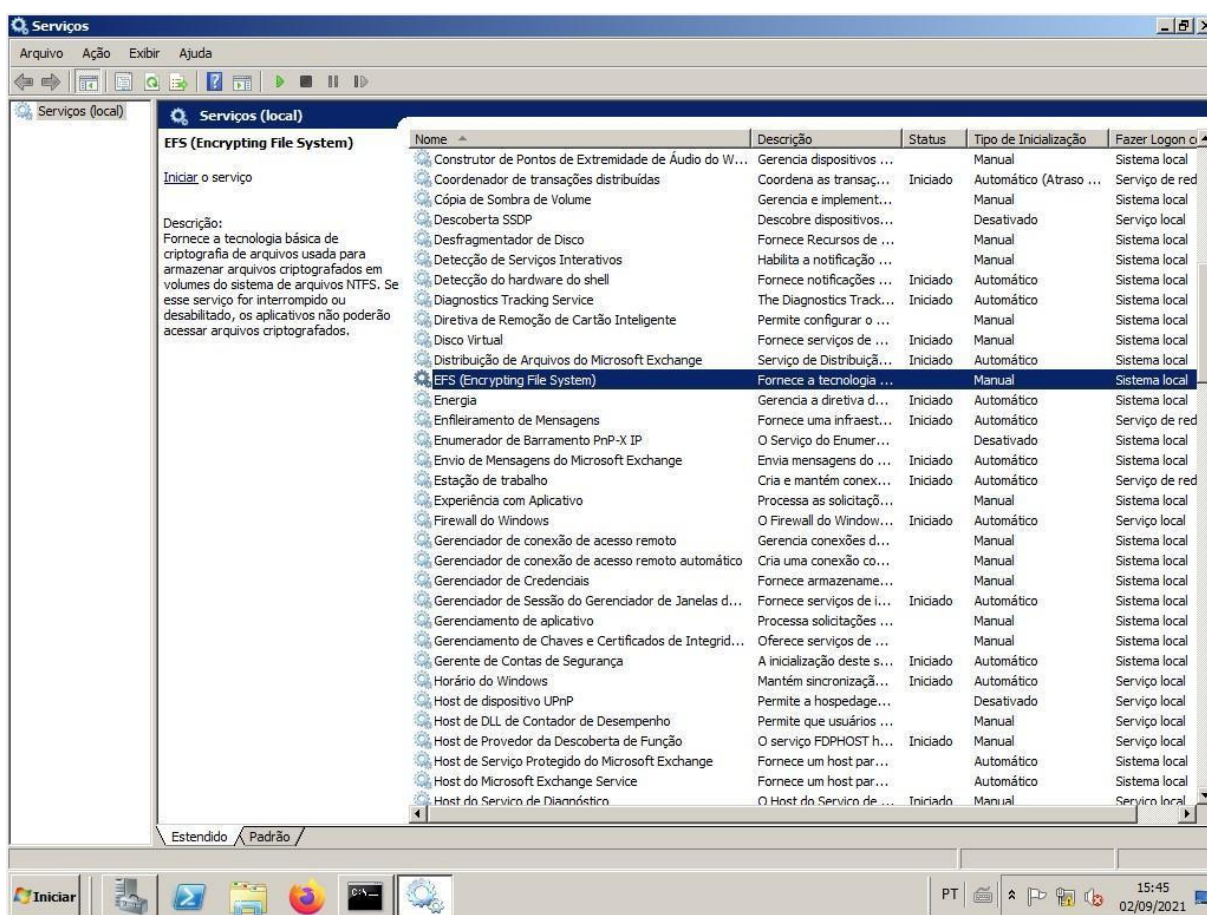 Serviços
Arquivo Ação Exibir Ajuda
Serviços (local)
Serviços (local)
EFS (Encrypting File System)
Iniciar o serviço
Descrição:
Fornece a tecnologia básica de
criptografia de arquivos usada para
armazenar arquivos criptografados em
volumes do sistema de arquivos NTFS. Se
esse serviço for interrompido ou
desabilitado, os aplicativos não poderão
acessar arquivos criptografados.
Nome Descrição Status Tipo de Inicialização Fazer Logon c
Construtor de Pontos de Extremidade de Áudio do W... Gerencia dispositivos ... Manual Sistema local
Coordenador de transações distribuídas Coordena as transaç... Iniciado Automático (Atraso ... Serviço de red
Cópia de Sombra de Volume Gerencia e implement... Manual Sistema local
Descoberta SSDP Descobre dispositivos... Desativado Serviço local
Desfragmentador de Disco Fornece Recursos de ... Manual Sistema local
Detecção de Serviços Interativos Habilita a notificação ... Manual Sistema local
Detecção do hardware do shell Fornece notificações ... Iniciado Automático Sistema local
Diagnostics Tracking Service The Diagnostics Track... Iniciado Automático Sistema local
Diretiva de Remoção de Cartão Inteligente Permite configurar o ... Manual Sistema local
Disco Virtual Fornece serviços de ... Iniciado Manual Sistema local
Distribuição de Arquivos do Microsoft Exchange Serviço de Distribuiçã... Iniciado Automático Sistema local
EFS (Encrypting File System) Fornece a tecnologia ... Manual Sistema local
Energia Gerencia a diretiva d... Iniciado Automático Sistema local
Enfileiramento de Mensagens Fornece uma infraest... Iniciado Automático Serviço de red
Enumerador de Barramento PnP-X IP O Serviço do Enumer... Desativado Sistema local
Envio de Mensagens do Microsoft Exchange Envia mensagens do ... Iniciado Automático Sistema local
Estação de trabalho Cria e mantém conex... Iniciado Automático Serviço de red
Experiência com Aplicativo Processa as solicitaçõ... Manual Sistema local
Firewall do Windows O Firewall do Window... Iniciado Automático Serviço local
Gerenciador de conexão de acesso remoto Gerencia conexões d... Manual Sistema local
Gerenciador de conexão de acesso remoto automático Cria uma conexão co... Manual Sistema local
Gerenciador de Credenciais Fornece armazename... Manual Sistema local
Gerenciador de Sessão do Gerenciador de Janelas d... Fornece serviços de i... Iniciado Automático Sistema local
Gerenciamento de aplicativo Processa solicitações ... Manual Sistema local
Gerenciamento de Chaves e Certificados de Integrid... Oferece serviços de ... Manual Sistema local
Gerente de Contas de Segurança A inicialização deste s... Iniciado Automático Sistema local
Horário do Windows Mantém sincronizaçã... Iniciado Automático Serviço local
Host de dispositivo UPnP Permite a hospedage... Desativado Serviço local
Host de DLL de Contador de Desempenho Permite que usuários ... Manual Serviço local
Host de Provedor da Descoberta de Função O serviço FDPHOST h... Iniciado Manual Serviço local
Host de Serviço Protegido do Microsoft Exchange Fornece um host par... Automático Sistema local
Host do Microsoft Exchange Service Fornece um host par... Automático Sistema local
Host do Serviço de Diagnóstico O Host do Serviço de ... Iniciado Manual Serviço local
Estendido Padrão
Iniciar C:\_ PT 15:45
02/09/2021